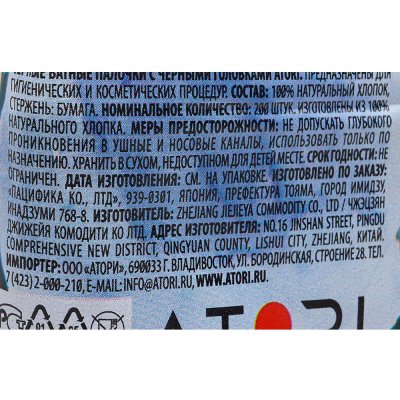 ВАТНЫЕ ПАЛОЧКИ С ЧЕРНЫМИ ГОЛОВКАМИ ATORI. ПРЕДНАЗНАЧЕНЫ ДЛЯ
ГИГИЕНИЧЕСКИХ И КОСМЕТИЧЕСКИХ ПРОЦЕДУР. СОСТАВ: 100% НАТУРАЛЬНЫЙ ХЛОПОК,
СТЕРЖЕНЬ: БУМАГА. НОМИНАЛЬНОЕ КОЛИЧЕСТВО: 200 ШТУК. ИЗГОТОВЛЕНЫ ИЗ 100%
НАТУРАЛЬНОГО ХЛОПКА. МЕРЫ ПРЕДОСТОРОЖНОСТИ: НЕ ДОПУСКАТЬ ГЛУБОКОГО
ПРОНИКНОВЕНИЯ В УШНЫЕ И НОСОВЫЕ КАНАЛЫ, ИСПОЛЬЗОВАТЬ ТОЛЬКО ПО
НАЗНАЧЕНИЮ. ХРАНИТЬ В СУХОМ, НЕДОСТУПНОМ ДЛЯ ДЕТЕЙ МЕСТЕ. СРОК ГОДНОСТИ: НЕ
ОГРАНИЧЕН. ДАТА ИЗГОТОВЛЕНИЯ: СМ. НА УПАКОВКЕ. ИЗГОТОВЛЕНО ПО ЗАКАЗУ:
«ПАЦИФИКА КО., ЛТД», 939-0301, ЯПОНИЯ, ПРЕФЕКТУРА ТОЯМА, ГОРОД ИМИДЗУ,
ИНАДЗУМИ 768-8. ИЗГОТОВИТЕЛЬ: ZHEJIANG JIEJEYA COMMODITY CO., LTD / ЧЖЭЦЗЯН
ДЖИЖЕЙЯ КОМОДИТИ КО ЛТД. АДРЕС ИЗГОТОВИТЕЛЯ: NO.16 JINSHAN STREET, PINGDU
COMPREHENSIVE NEW DISTRICT, QINGYUAN COUNTY, LISHUI CITY, ZHEJIANG, КИТАЙ.
ИМПОРТЕР: ООО «АТОРИ», 690033 Г. ВЛАДИВОСТОК, УЛ. БОРОДИНСКАЯ, СТРОЕНИЕ 28. ТЕЛ.
7 (423) 2-000-210, E-MAIL: INFO@ATORI.RU, WWW.ATORI.RU
РСТ 01 05 ATORI